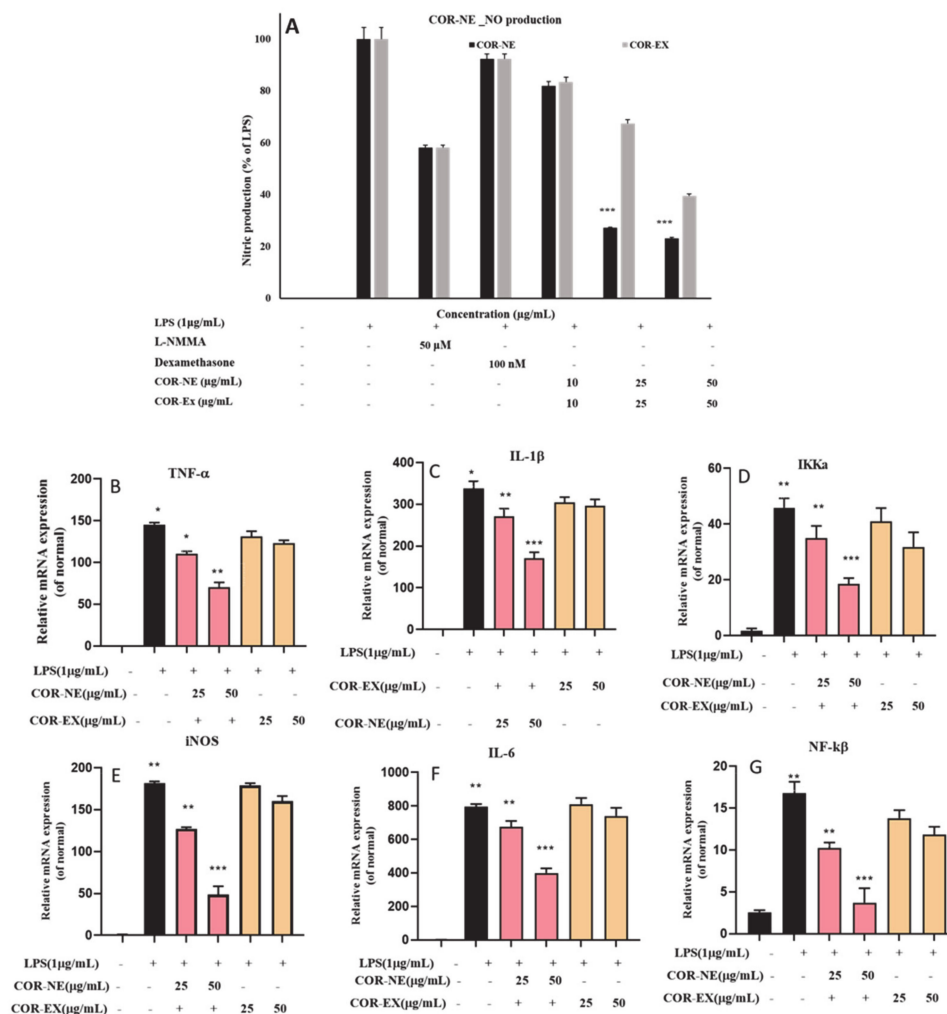 A
COR-NE _NO production
COR-NE COR-EX
Nitric production (% of LPS)
100
80
60
40
20
0
*** ***
Concentration (µg/mL)
LPS (1µg/mL) - + + + + + +
L-NMMA - - 50 µM - - - -
Dexamethasone - - - 100 nM - - -
COR-NE (µg/mL) - - - - 10 25 50
COR-Ex (µg/mL - - - - 10 25 50
B
TNF-α
Relative mRNA expression
(of normal)
200
150
100
50
0
* * **
LPS(1µg/mL) - + + + + +
COR-NE(µg/mL) - - 25 50
COR-EX(µg/mL) - - + + 25 50
C
IL-1β
Relative mRNA expression
(of normal)
400
300
200
100
0
* ** ***
LPS(1µg/mL) - + + + + +
COR-EX(µg/mL) - - + + 25 50
COR-NE(µg/mL) - - 25 50
D
IKKa
Relative mRNA expression
(of normal)
60
40
20
0
** ** ***
LPS(1µg/mL) - + + + + +
COR-NE(µg/mL) - - 25 50
COR-EX(µg/mL) - - + + 25 50
E
iNOS
Relative mRNA expression
(of normal)
200
150
100
50
0
** ** ***
LPS(1µg/mL) - + + + + +
COR-NE(µg/mL) - - 25 50
COR-EX(µg/mL) - - + + 25 50
F
IL-6
Relative mRNA expression
(of normal)
1000
800
600
400
200
0
** ** ***
LPS(1µg/mL) - + + + + +
COR-NE(µg/mL) - - 25 50
COR-EX(µg/mL) - - + + 25 50
G
NF-kβ
Relative mRNA expression
(of normal)
20
15
10
5
0
** ** ***
LPS(1µg/mL) - + + + + +
COR-NE(µg/mL) - - 25 50
COR-EX(µg/mL) - - + + 25 50